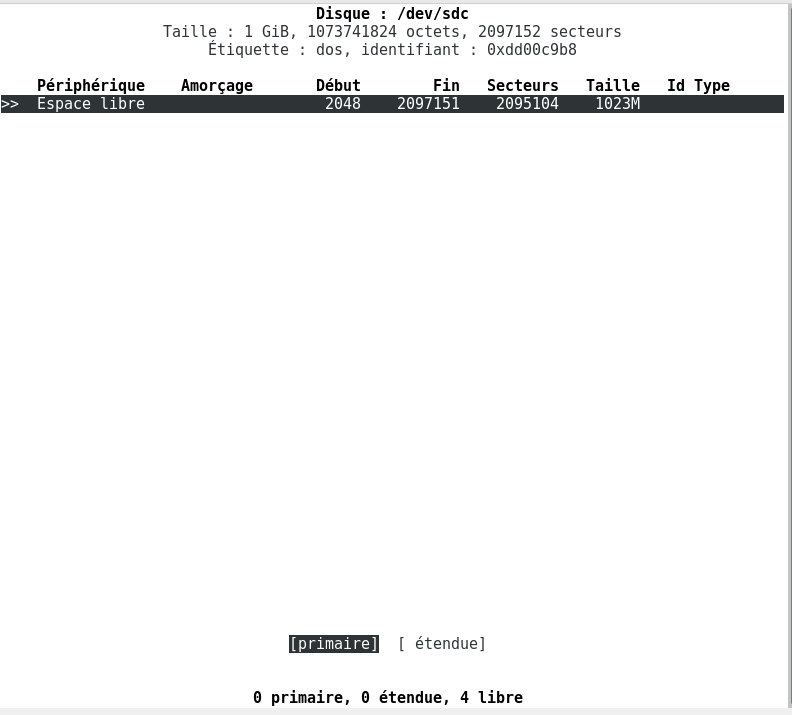 Disque : /dev/sdc
Taille : 1 GiB, 1073741824 octets, 2097152 secteurs
Étiquette : dos, identifiant : 0xdd00c9b8
Périphérique Amorçage Début Fin Secteurs Taille Id Type
>> Espace libre 2048 2097151 2095104 1023M
[primaire] [ étendue]
0 primaire, 0 étendue, 4 libre